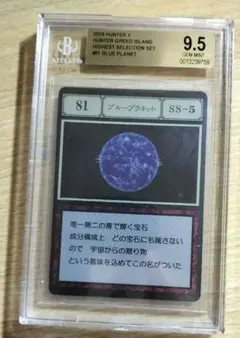 2018 HUNTER X
HUNTER GREED ISLAND
HIGHEST SELECTION SET
#81 BLUE PLANET
BECKETT
9.5
GEM MINT
0013239759
81
ブループラネット
SS-5
唯一無二の青で輝く宝石
成分構成上 どの宝石にも属さない
ので 宇宙からの贈り物
という意味を込めてこの名がついた